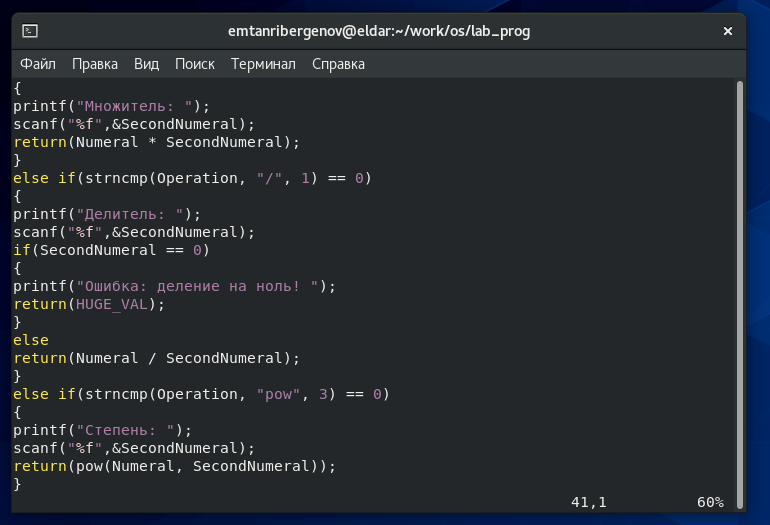 emtanribergenov@eldar:~/work/os/lab_prog
Файл Правка Вид Поиск Терминал Справка
{
printf("Множитель: ");
scanf("%f",&SecondNumeral);
return(Numeral * SecondNumeral);
}
else if(strncmp(Operation, "/", 1) == 0)
{
printf("Делитель: ");
scanf("%f",&SecondNumeral);
if(SecondNumeral == 0)
{
printf("Ошибка: деление на ноль! ");
return(HUGE_VAL);
}
else
return(Numeral / SecondNumeral);
}
else if(strncmp(Operation, "pow", 3) == 0)
{
printf("Степень: ");
scanf("%f",&SecondNumeral);
return(pow(Numeral, SecondNumeral));
}
41,1 60%